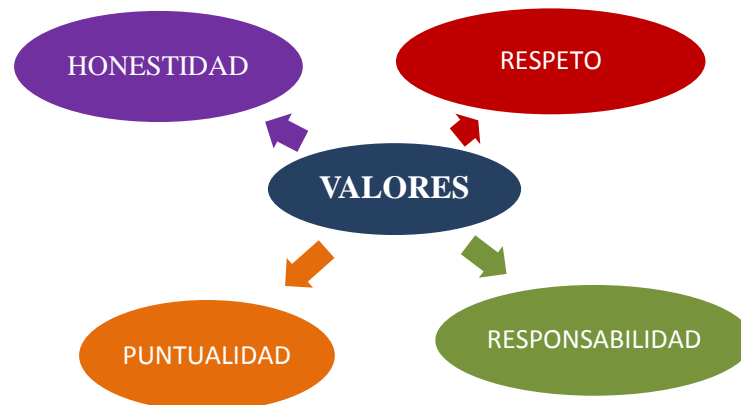 HONESTIDAD
RESPETO
VALORES
PUNTUALIDAD
RESPONSABILIDAD